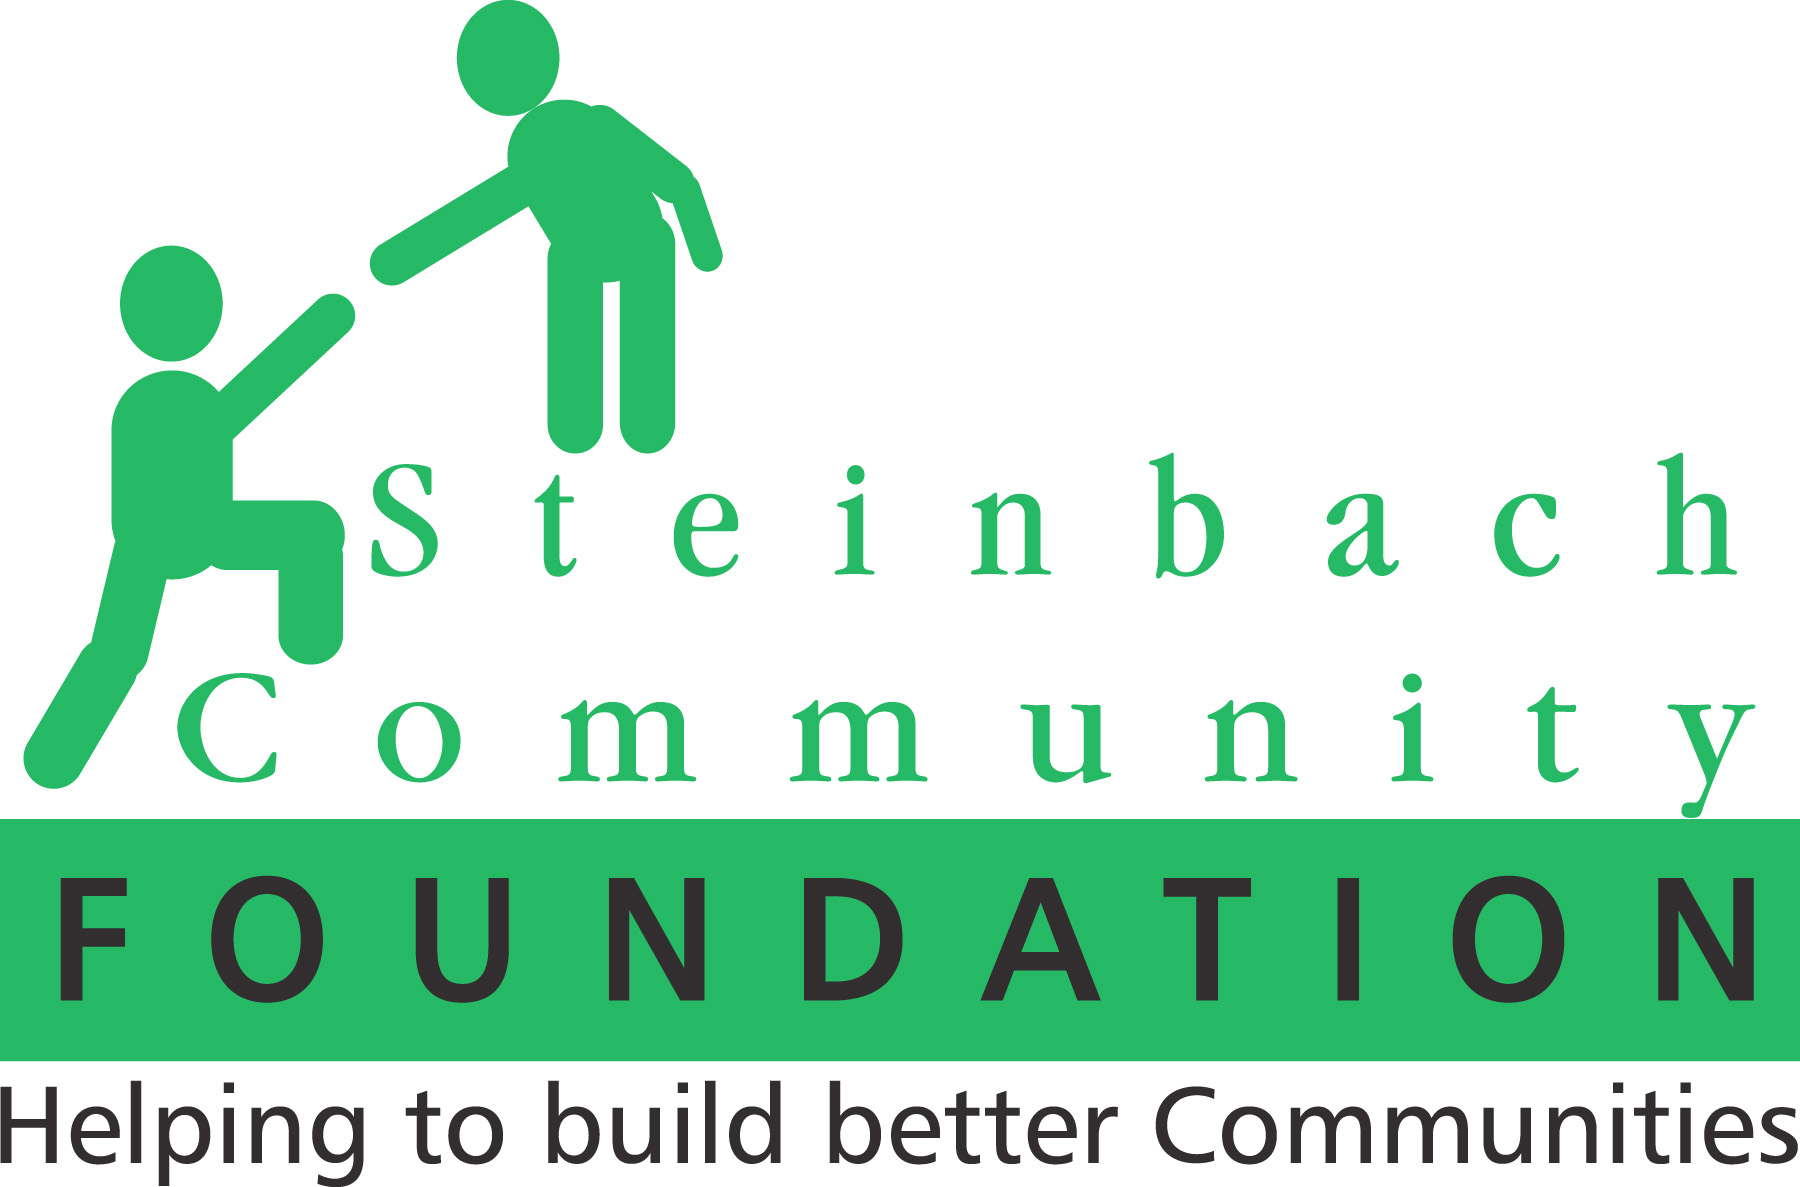 Steinbach
Community
FOUNDATION
Helping to build better Communities